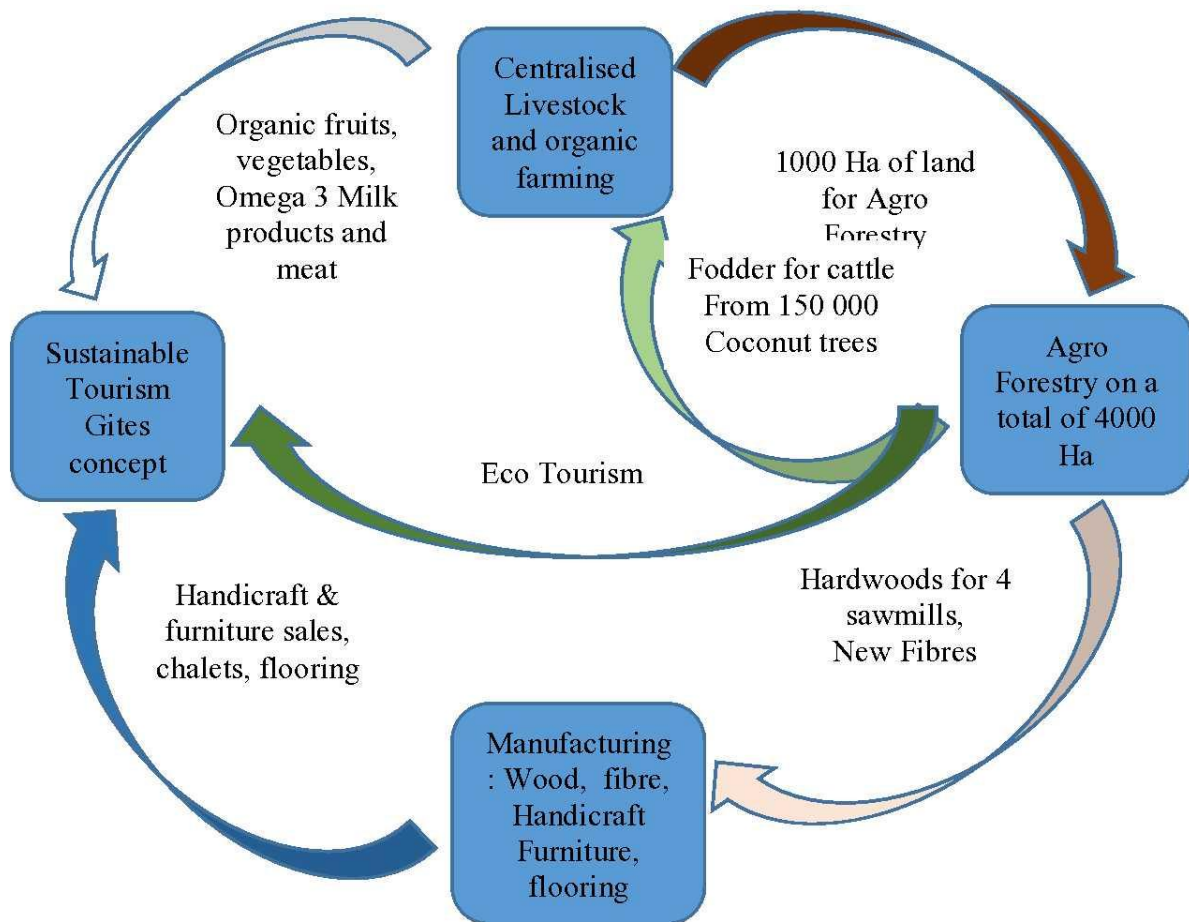 Centralised
Livestock
and organic
farming
Organic fruits,
vegetables,
Omega 3 Milk
products and
meat
1000 Ha of land
for Agro
Forestry
Fodder for cattle
From 150 000
Coconut trees
Sustainable
Tourism
Gites
concept
Agro
Forestry on a
total of 4000
Ha
Eco Tourism
Handicraft &
furniture sales,
chalets, flooring
Hardwoods for 4
sawmills,
New Fibres
Manufacturing
: Wood, fibre,
Handicraft
Furniture,
flooring